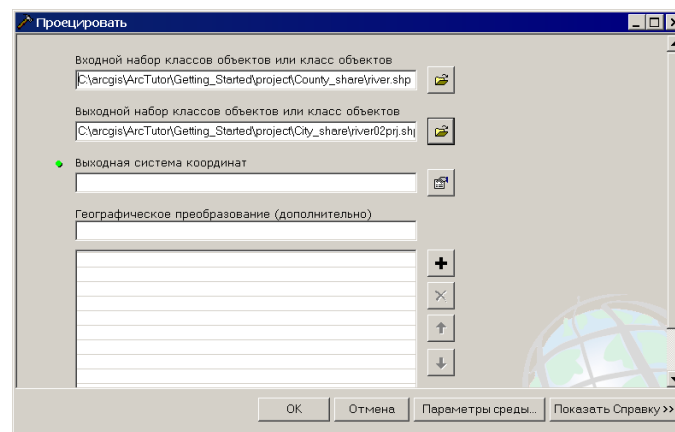 Проецировать
Входной набор классов объектов или класс объектов
C:\arcgis\ArcTutor\Getting_Started\project\County_share\river.shp
Выходной набор классов объектов или класс объектов
C:\arcgis\ArcTutor\Getting_Started\project\City_share\river02prj.shp
Выходная система координат
Географическое преобразование (дополнительно)
OK Отмена Параметры среды... Показать Справку>>